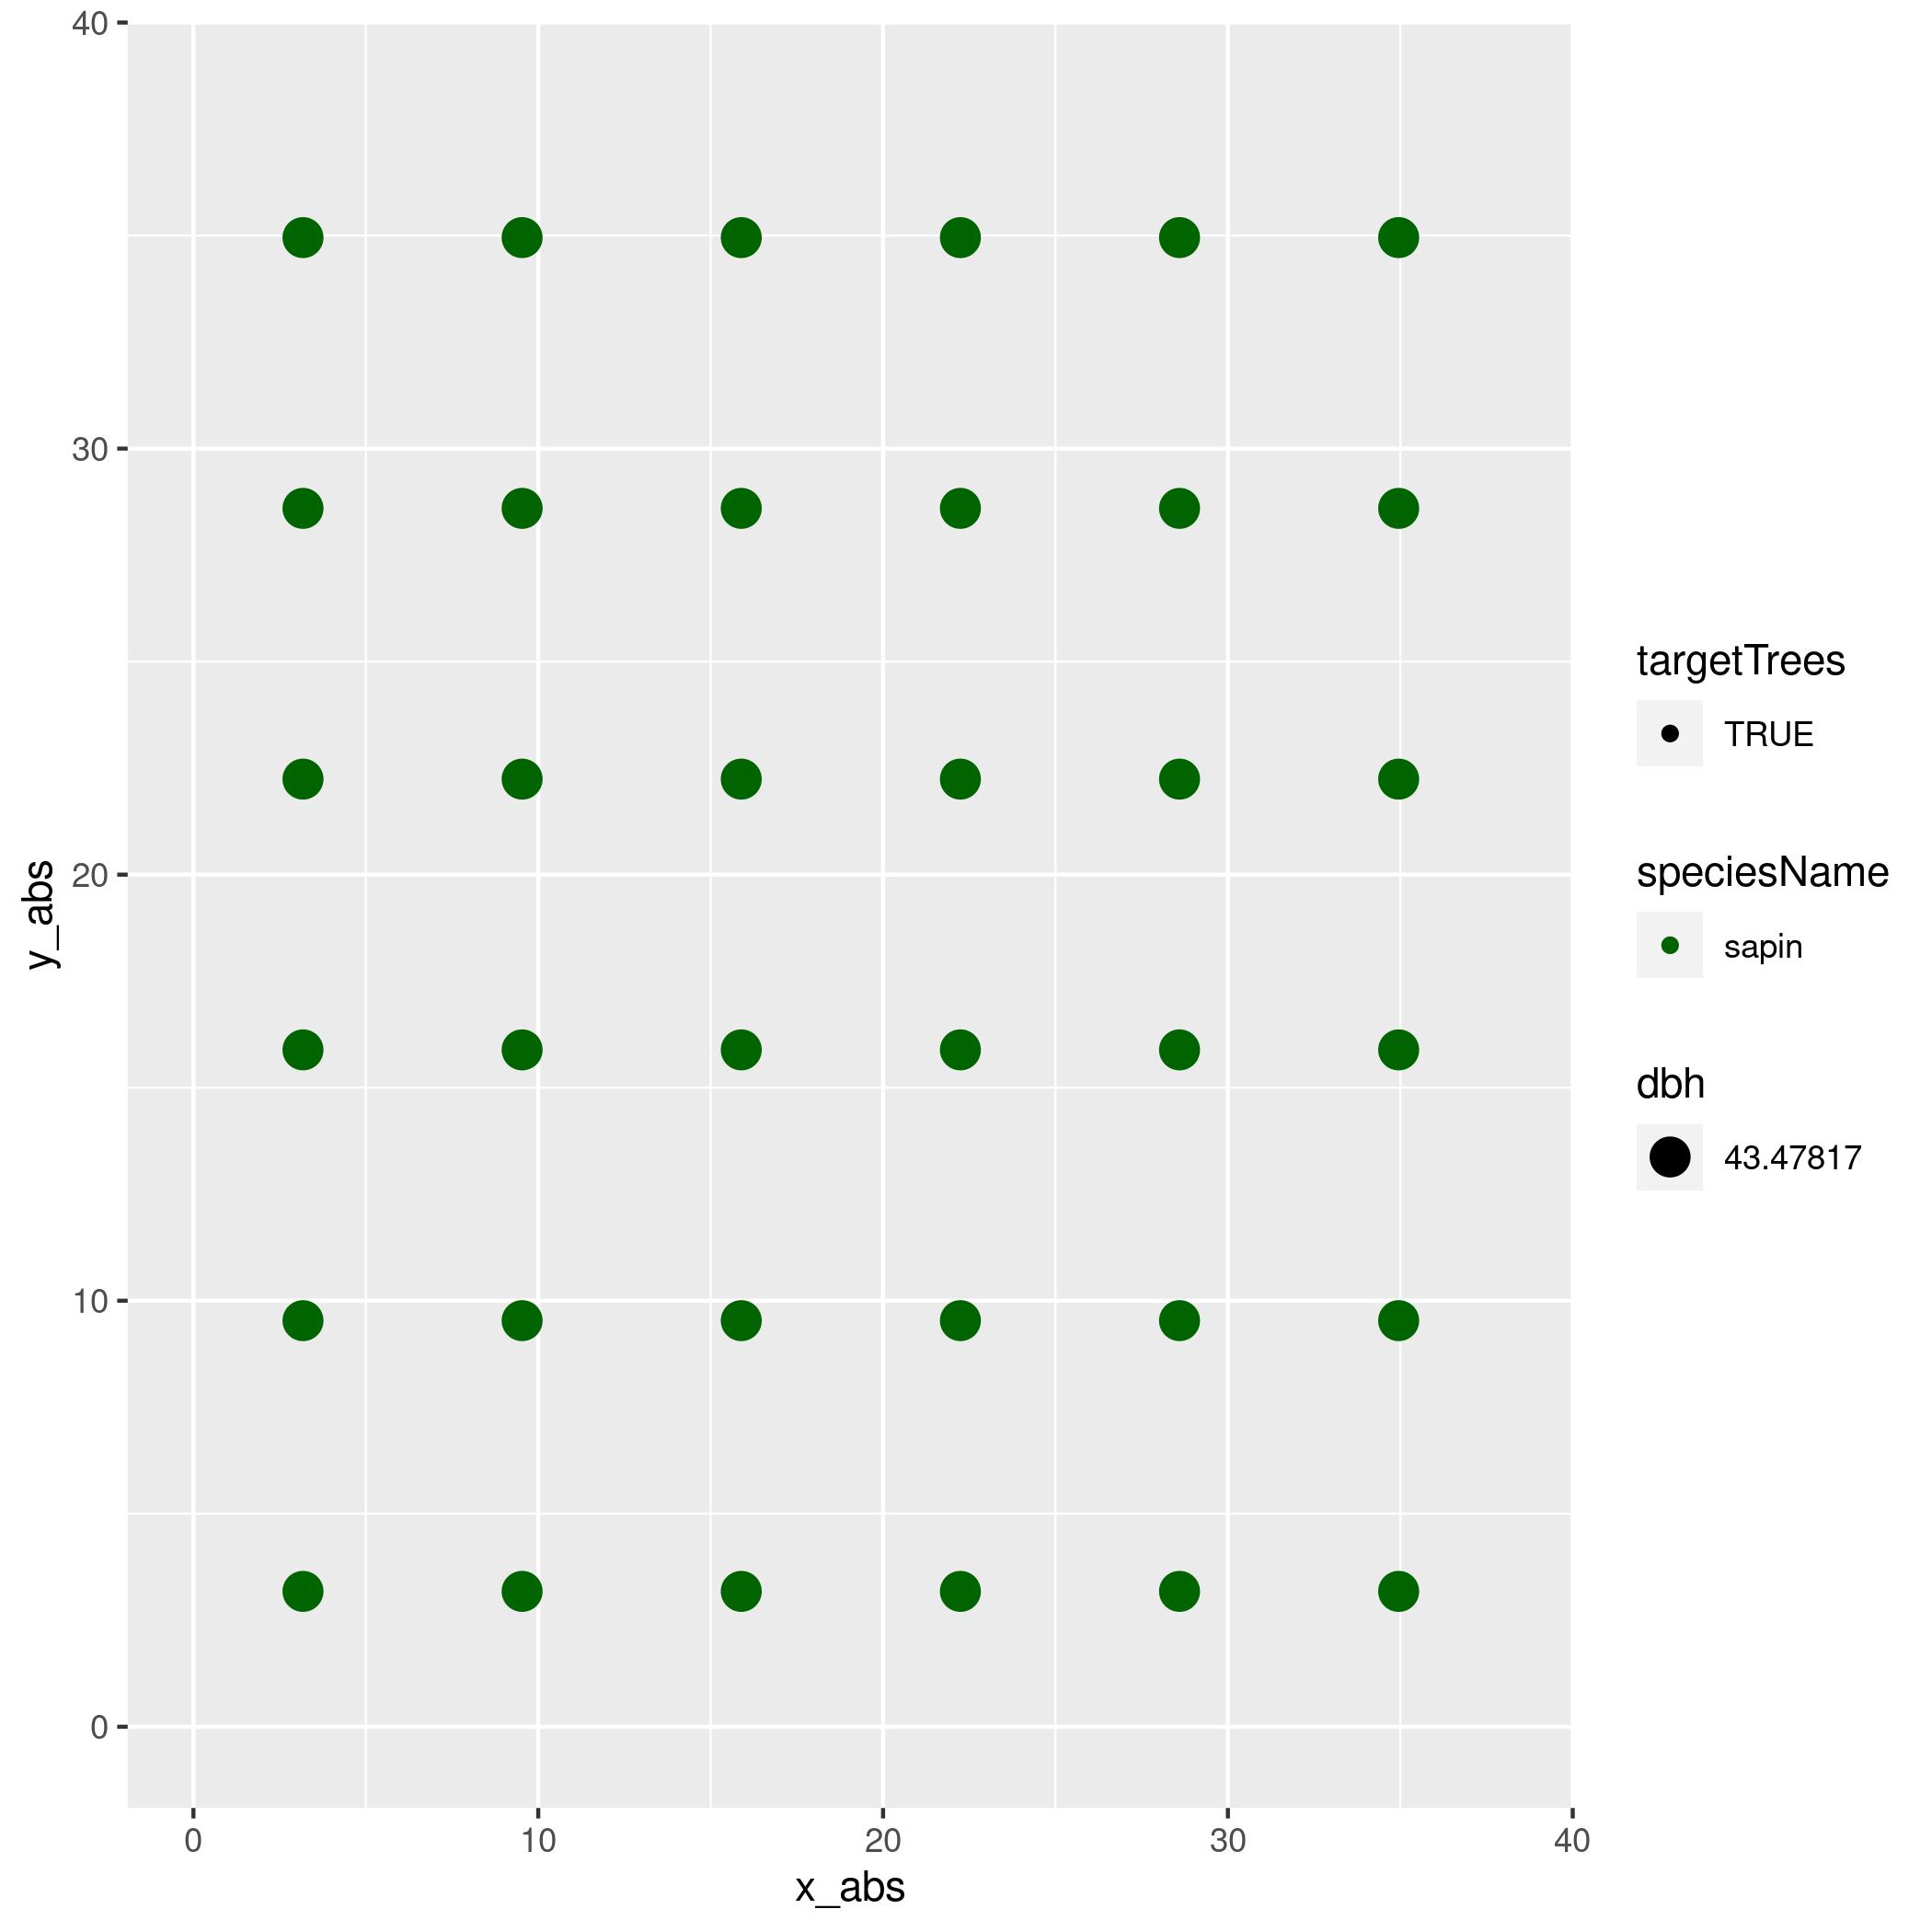 40
30
20
10
0
y_abs
0 10 20 30 40
x_abs
targetTrees
TRUE
speciesName
sapin
dbh
43.47817